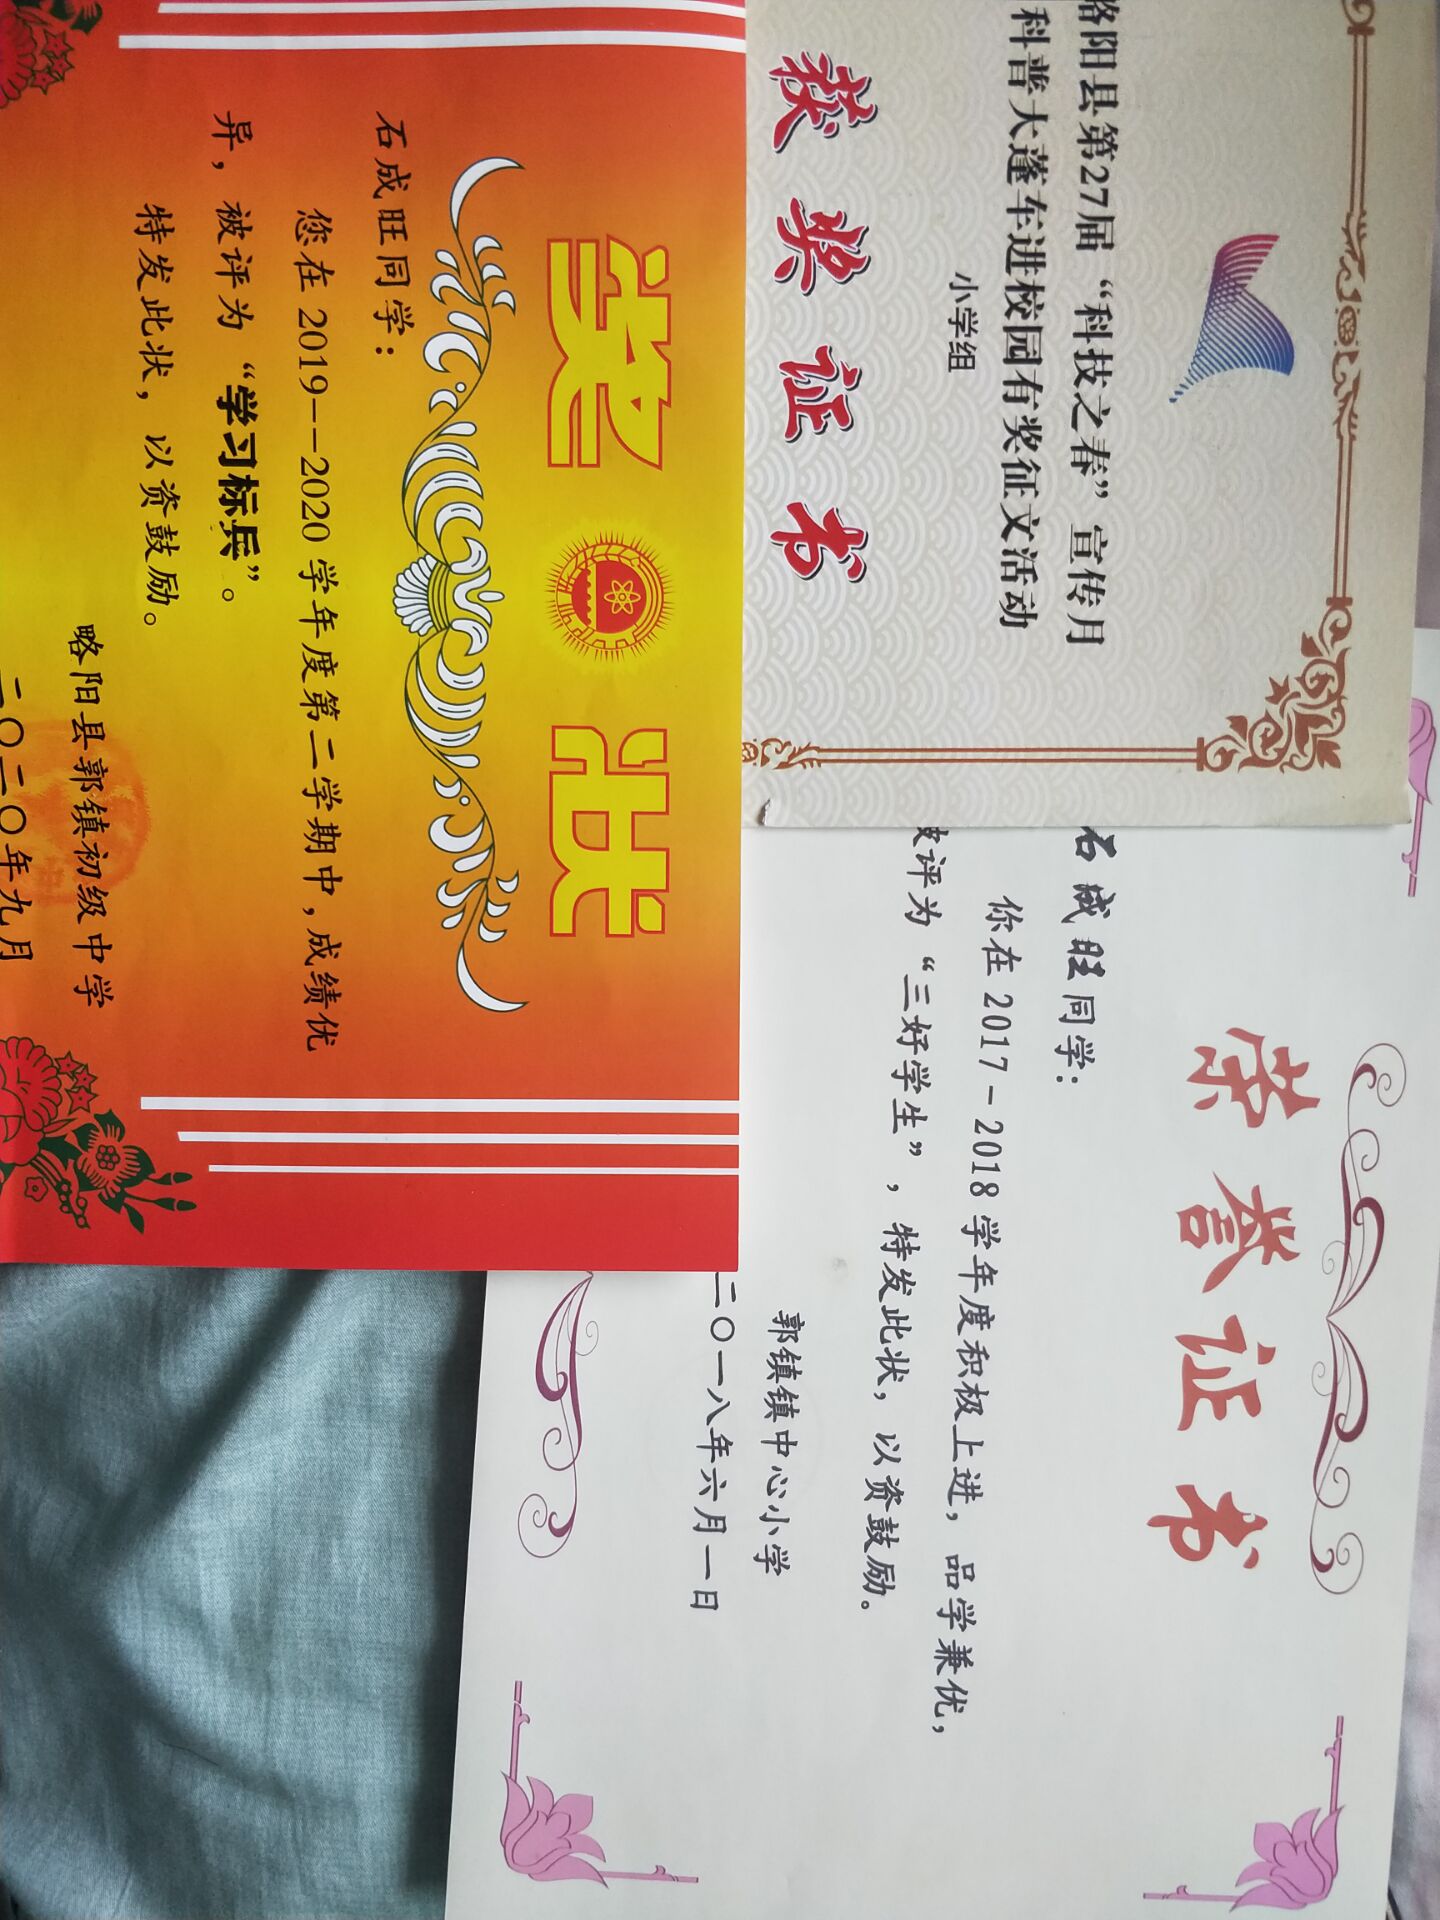 略阳县第27届“科技之春”宣传月
科普大蓬车进校园有奖征文活动
小学组
获奖证书
奖状
石成旺同学：
您在2019--2020学年度第二学期中，成绩优
异，被评为“学习标兵”。
特发此状，以资鼓励。
略阳县郭镇初级中学
二〇二〇年九月
荣誉证书
石成旺同学：
你在2017-2018学年度积极上进，品学兼优，
被评为“三好学生”，特发此状，以资鼓励。
郭镇镇中心小学
二〇一八年六月一日